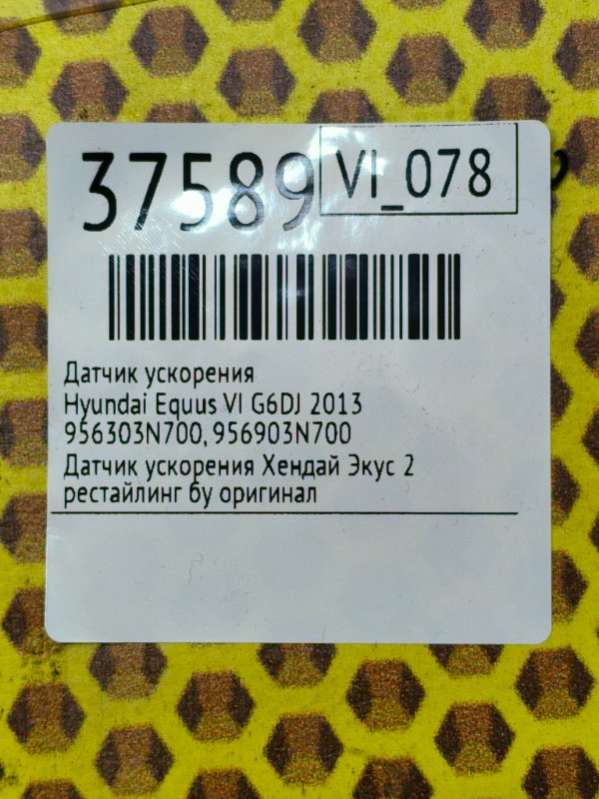 37589 VI_078
Датчик ускорения
Hyundai Equus VI G6DJ 2013
956303N700, 956903N700
Датчик ускорения Хендай Экус 2
рестайлинг бу оригинал